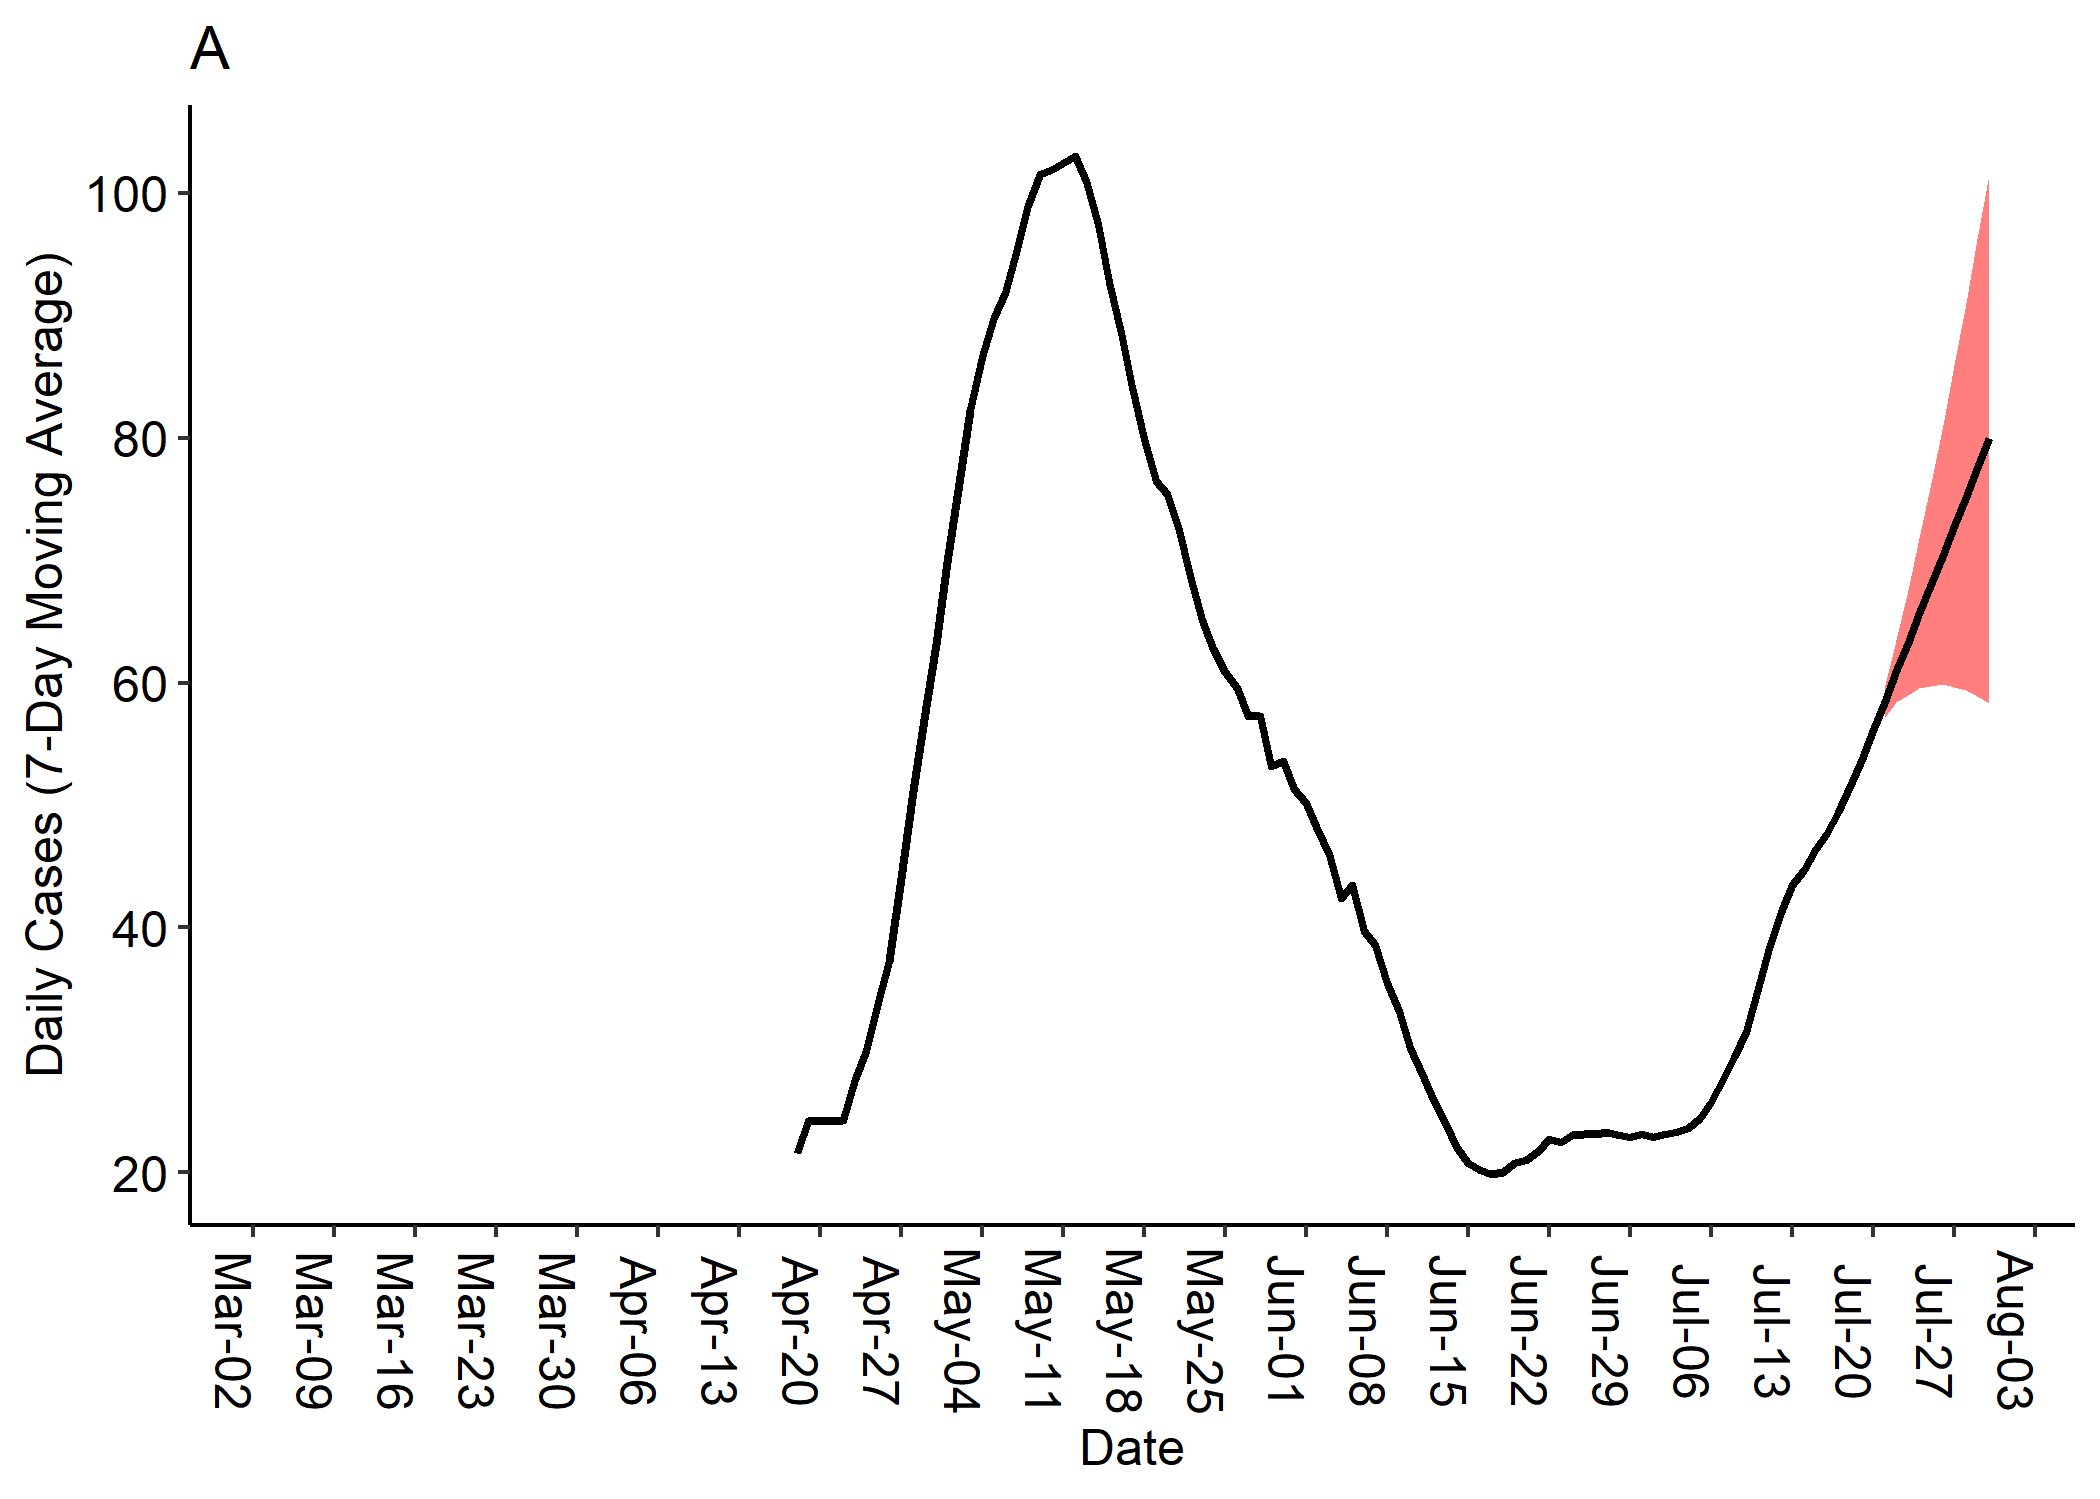 A
Daily Cases (7-Day Moving Average)
100
80
60
40
20
Mar-02
Mar-09
Mar-16
Mar-23
Mar-30
Apr-06
Apr-13
Apr-20
Apr-27
May-04
May-11
May-18
May-25
Jun-01
Jun-08
Jun-15
Jun-22
Jun-29
Jul-06
Jul-13
Jul-20
Jul-27
Aug-03
Date